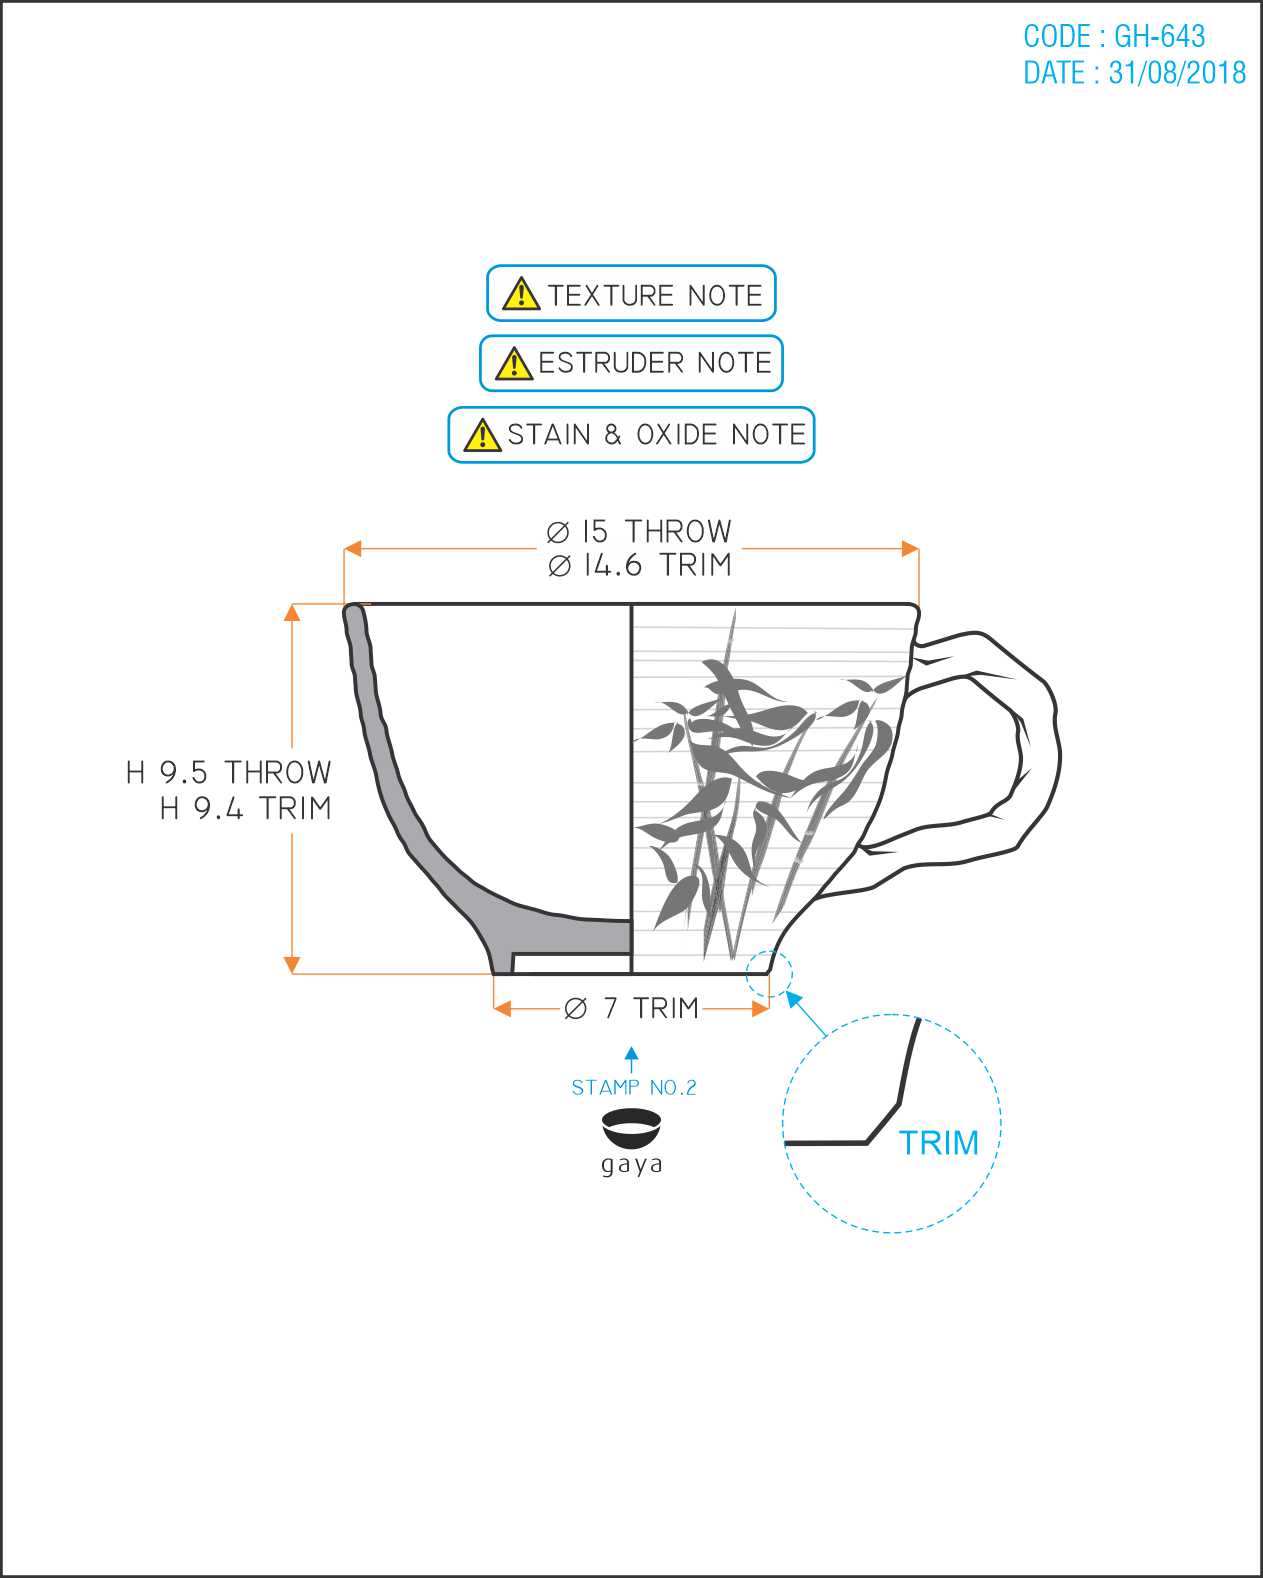 CODE : GH-643
DATE : 31/08/2018
TEXTURE NOTE
ESTRUDER NOTE
STAIN & OXIDE NOTE
∅ 15 THROW
∅ 14.6 TRIM
H 9.5 THROW
H 9.4 TRIM
∅ 7 TRIM
STAMP NO.2
gaya
TRIM